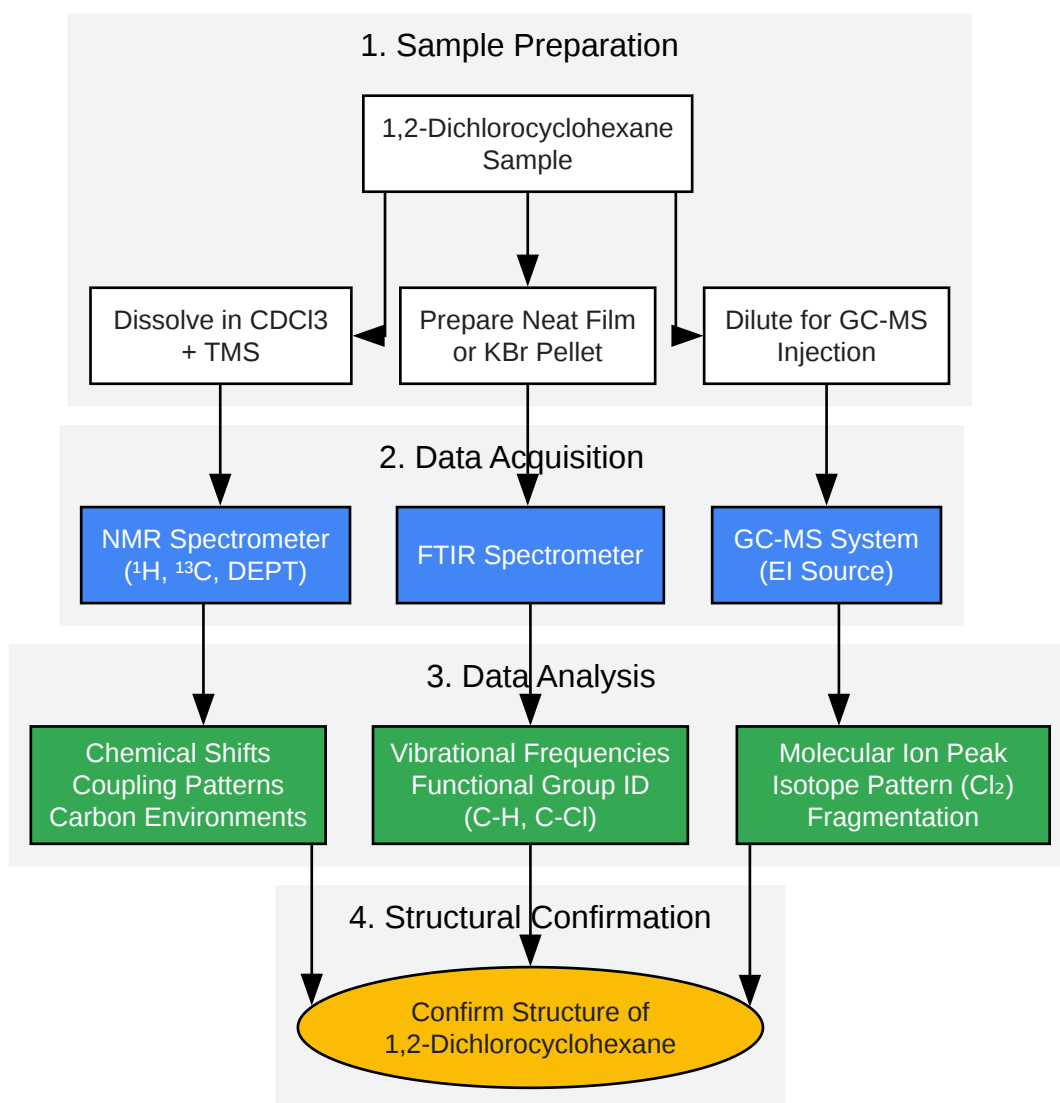 1. Sample Preparation
1,2-Dichlorocyclohexane
Sample
Dissolve in CDCl3
+ TMS
Prepare Neat Film
or KBr Pellet
Dilute for GC-MS
Injection
2. Data Acquisition
NMR Spectrometer
(¹H, ¹³C, DEPT)
FTIR Spectrometer
GC-MS System
(EI Source)
3. Data Analysis
Chemical Shifts
Coupling Patterns
Carbon Environments
Vibrational Frequencies
Functional Group ID
(C-H, C-Cl)
Molecular Ion Peak
Isotope Pattern (Cl₂)
Fragmentation
4. Structural Confirmation
Confirm Structure of
1,2-Dichlorocyclohexane